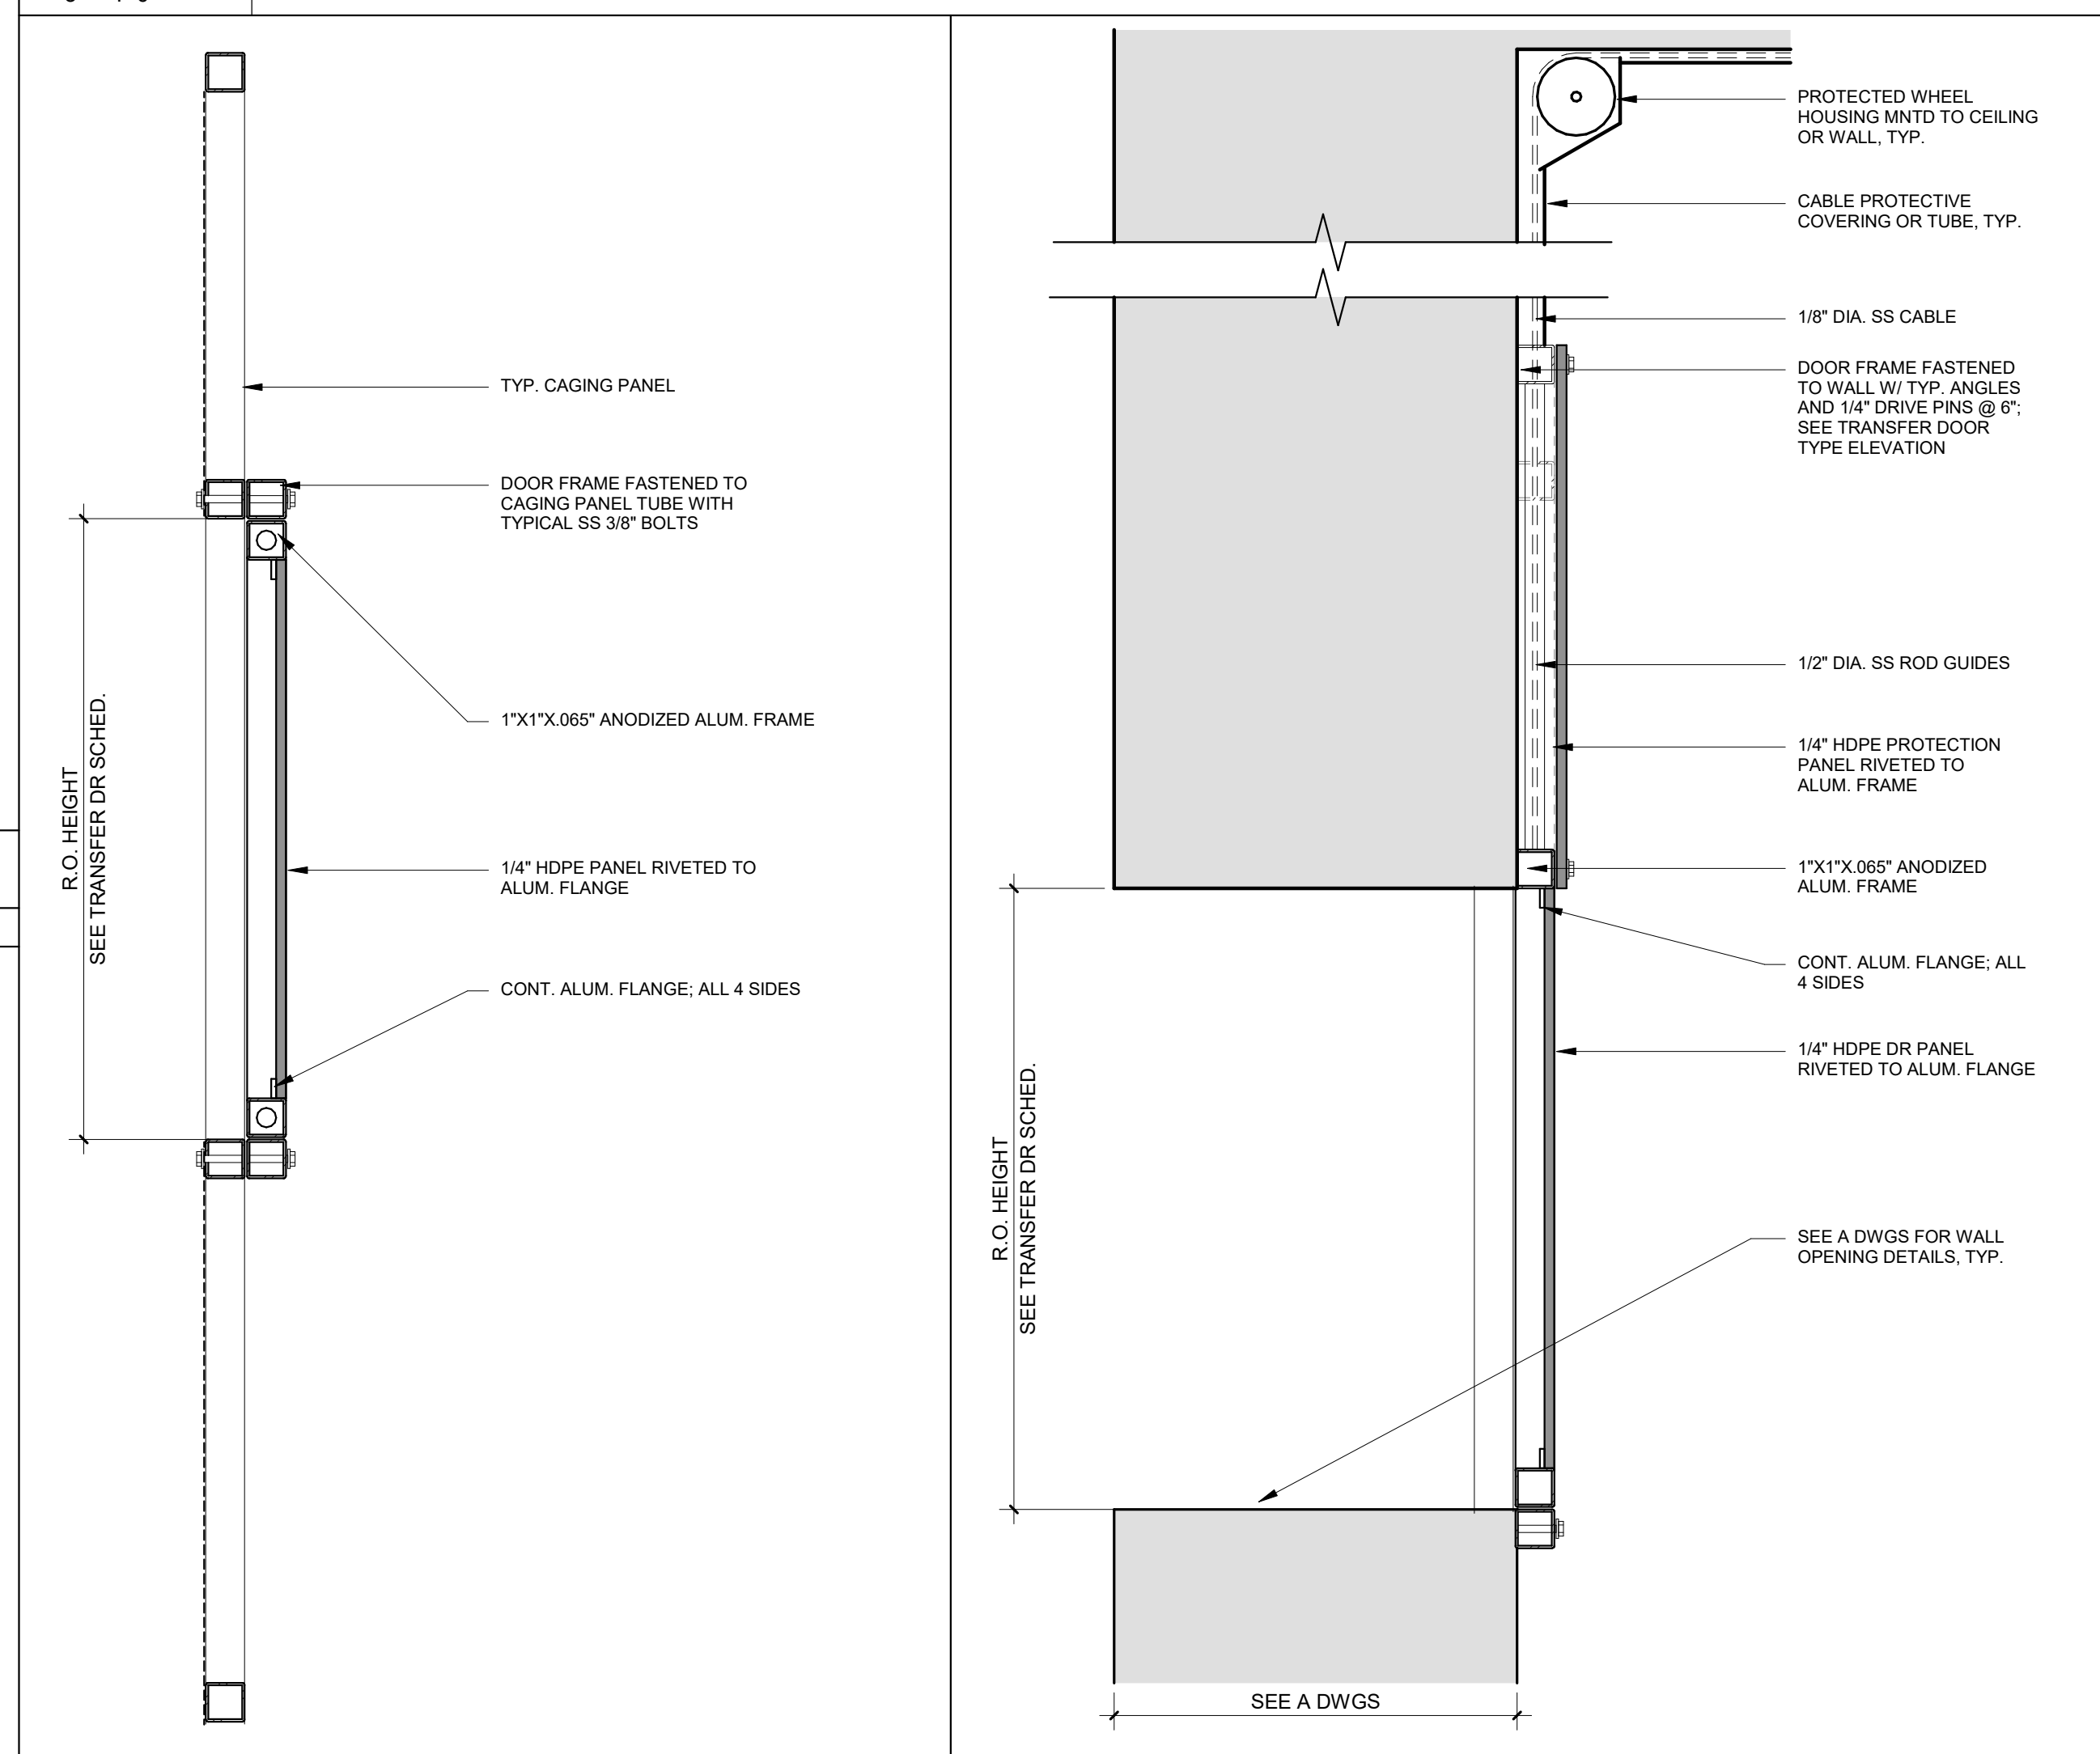 TYP. CAGING PANEL
DOOR FRAME FASTENED TO
CAGING PANEL TUBE WITH
TYPICAL SS 3/8" BOLTS
1"X1"X.065" ANODIZED ALUM. FRAME
R.O. HEIGHT
SEE TRANSFER DR SCHED.
1/4" HDPE PANEL RIVETED TO
ALUM. FLANGE
CONT. ALUM. FLANGE; ALL 4 SIDES
PROTECTED WHEEL
HOUSING MNTD TO CEILING
OR WALL, TYP.
CABLE PROTECTIVE
COVERING OR TUBE, TYP.
1/8" DIA. SS CABLE
DOOR FRAME FASTENED
TO WALL W/ TYP. ANGLES
AND 1/4" DRIVE PINS @ 6";
SEE TRANSFER DOOR
TYPE ELEVATION
1/2" DIA. SS ROD GUIDES
1/4" HDPE PROTECTION
PANEL RIVETED TO
ALUM. FRAME
1"X1"X.065" ANODIZED
ALUM. FRAME
CONT. ALUM. FLANGE; ALL
4 SIDES
1/4" HDPE DR PANEL
RIVETED TO ALUM. FLANGE
R.O. HEIGHT
SEE TRANSFER DR SCHED.
SEE A DWGS FOR WALL
OPENING DETAILS, TYP.
SEE A DWGS